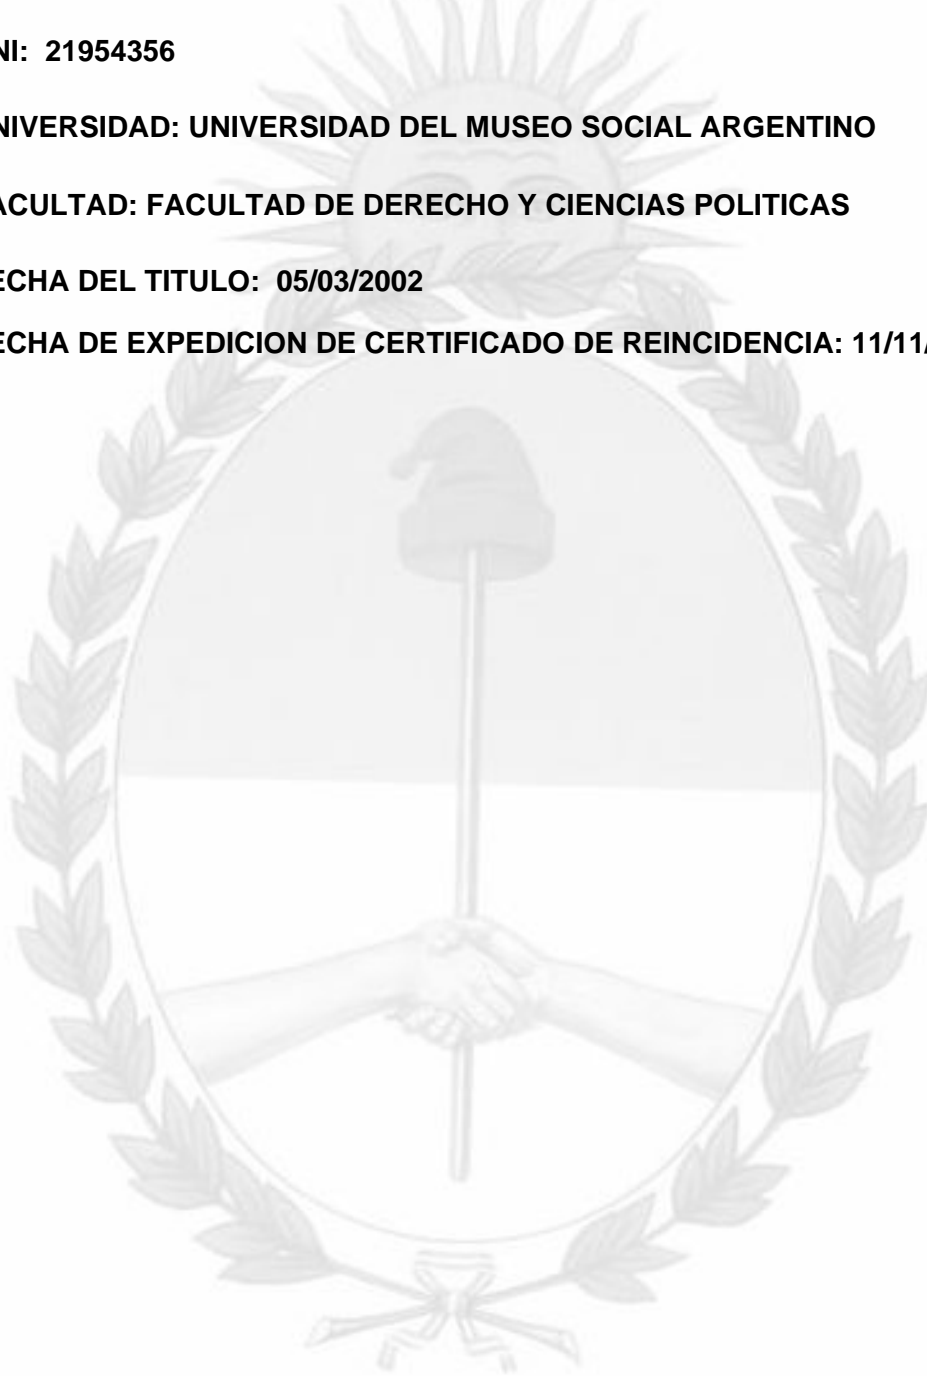 NI: 21954356
NIVERSIDAD: UNIVERSIDAD DEL MUSEO SOCIAL ARGENTINO
ACULTAD: FACULTAD DE DERECHO Y CIENCIAS POLITICAS
ECHA DEL TITULO: 05/03/2002
ECHA DE EXPEDICION DE CERTIFICADO DE REINCIDENCIA: 11/11/